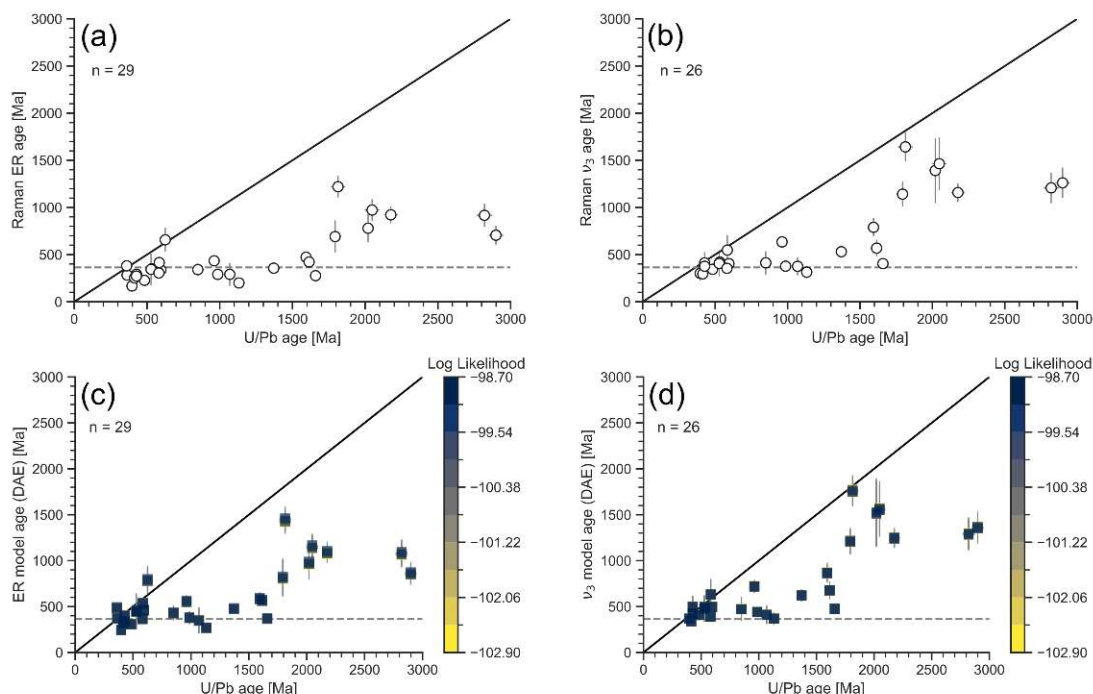 (a)
n = 29
3000
2500
2000
1500
1000
500
0
Raman ER age [Ma]
0 500 1000 1500 2000 2500 3000
U/Pb age [Ma]
(b)
n = 26
3000
2500
2000
1500
1000
500
0
Raman ν3 age [Ma]
0 500 1000 1500 2000 2500 3000
U/Pb age [Ma]
(c)
n = 29
3000
2500
2000
1500
1000
500
0
ER model age (DAE) [Ma]
0 500 1000 1500 2000 2500 3000
U/Pb age [Ma]
Log Likelihood
−98.70
−99.54
−100.38
−101.22
−102.06
−102.90
(d)
n = 26
3000
2500
2000
1500
1000
500
0
ν3 model age (DAE) [Ma]
0 500 1000 1500 2000 2500 3000
U/Pb age [Ma]
Log Likelihood
−98.70
−99.54
−100.38
−101.22
−102.06
−102.90